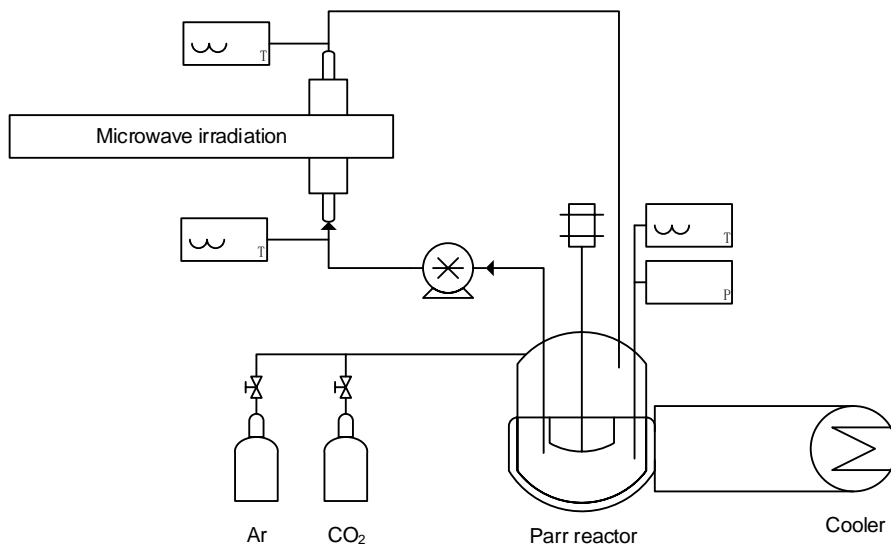 T
Microwave irradiation
T
T
P
Ar
CO₂
Parr reactor
Cooler